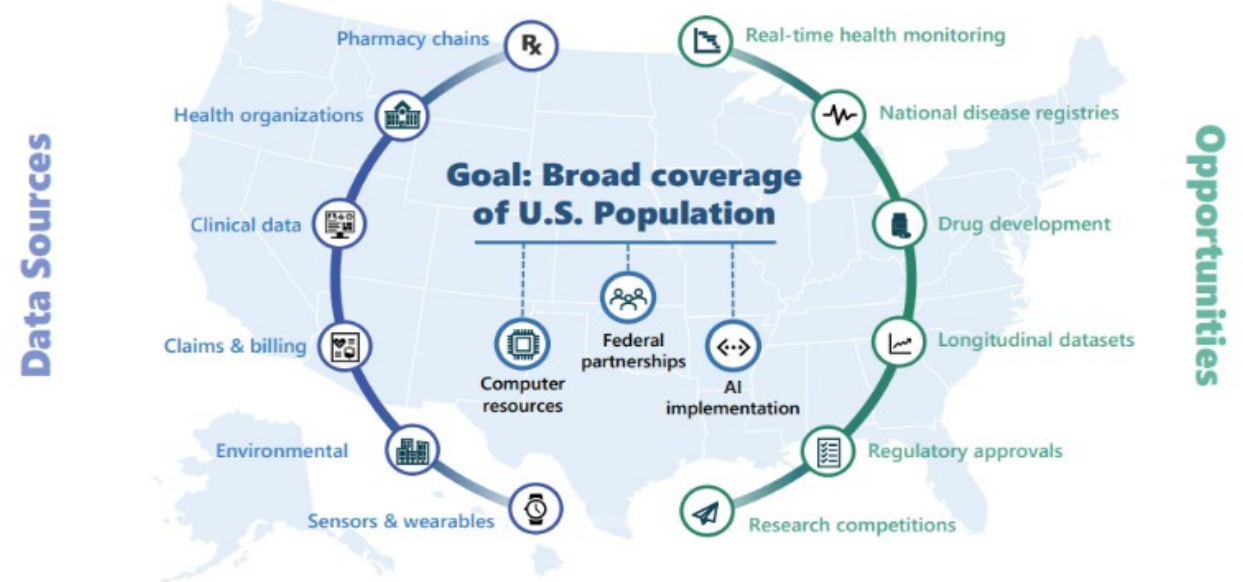 Data Sources
Pharmacy chains
Rx
Health organizations
Clinical data
Claims & billing
Environmental
Sensors & wearables
Goal: Broad coverage
of U.S. Population
Computer
resources
Federal
partnerships
AI
implementation
Real-time health monitoring
National disease registries
Drug development
Longitudinal datasets
Regulatory approvals
Research competitions
Opportunities